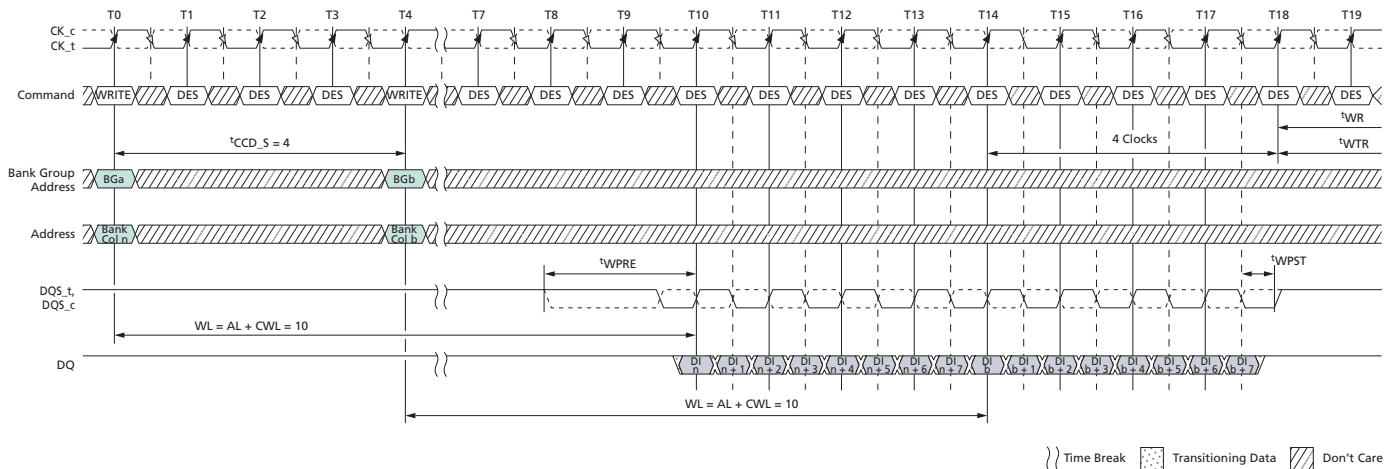 T0 T1 T2 T3 T4 T7 T8 T9 T10 T11 T12 T13 T14 T15 T16 T17 T18 T19
CK_c
CK_t
Command WRITE DES DES DES WRITE DES DES DES DES DES DES DES DES DES DES DES DES DES
tWR
tCCD_S = 4 4 Clocks tWTR
Bank Group
Address BGa BGb
Address Bank
Col n Bank
Col b
tWPRE tWPST
DQS_t,
DQS_c
WL = AL + CWL = 10
DQ DI
n DI
n + 1 DI
n + 2 DI
n + 3 DI
n + 4 DI
n + 5 DI
n + 6 DI
n + 7 DI
b DI
b + 1 DI
b + 2 DI
b + 3 DI
b + 4 DI
b + 5 DI
b + 6 DI
b + 7
WL = AL + CWL = 10
Time Break Transitioning Data Don't Care